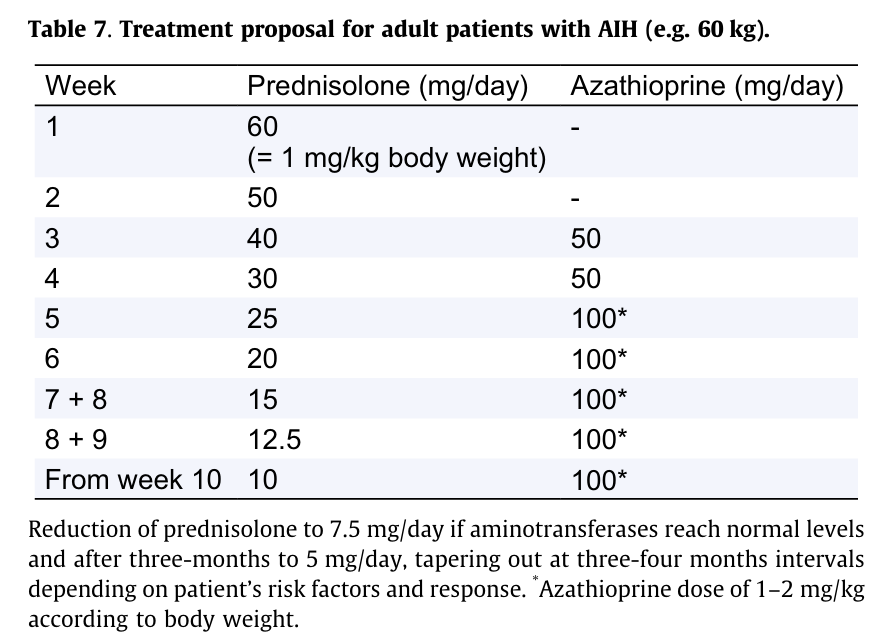 Table 7. Treatment proposal for adult patients with AIH (e.g. 60 kg).
Week Prednisolone (mg/day) Azathioprine (mg/day)
1 60 -
(= 1 mg/kg body weight)
2 50 -
3 40 50
4 30 50
5 25 100*
6 20 100*
7 + 8 15 100*
8 + 9 12.5 100*
From week 10 10 100*
Reduction of prednisolone to 7.5 mg/day if aminotransferases reach normal levels
and after three-months to 5 mg/day, tapering out at three-four months intervals
depending on patient’s risk factors and response. *Azathioprine dose of 1–2 mg/kg
according to body weight.